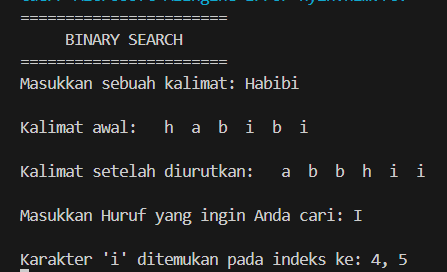 =======================
BINARY SEARCH
=======================
Masukkan sebuah kalimat: Habibi
Kalimat awal: h a b i b i
Kalimat setelah diurutkan: a b b h i i
Masukkan Huruf yang ingin Anda cari: I
Karakter 'i' ditemukan pada indeks ke: 4, 5